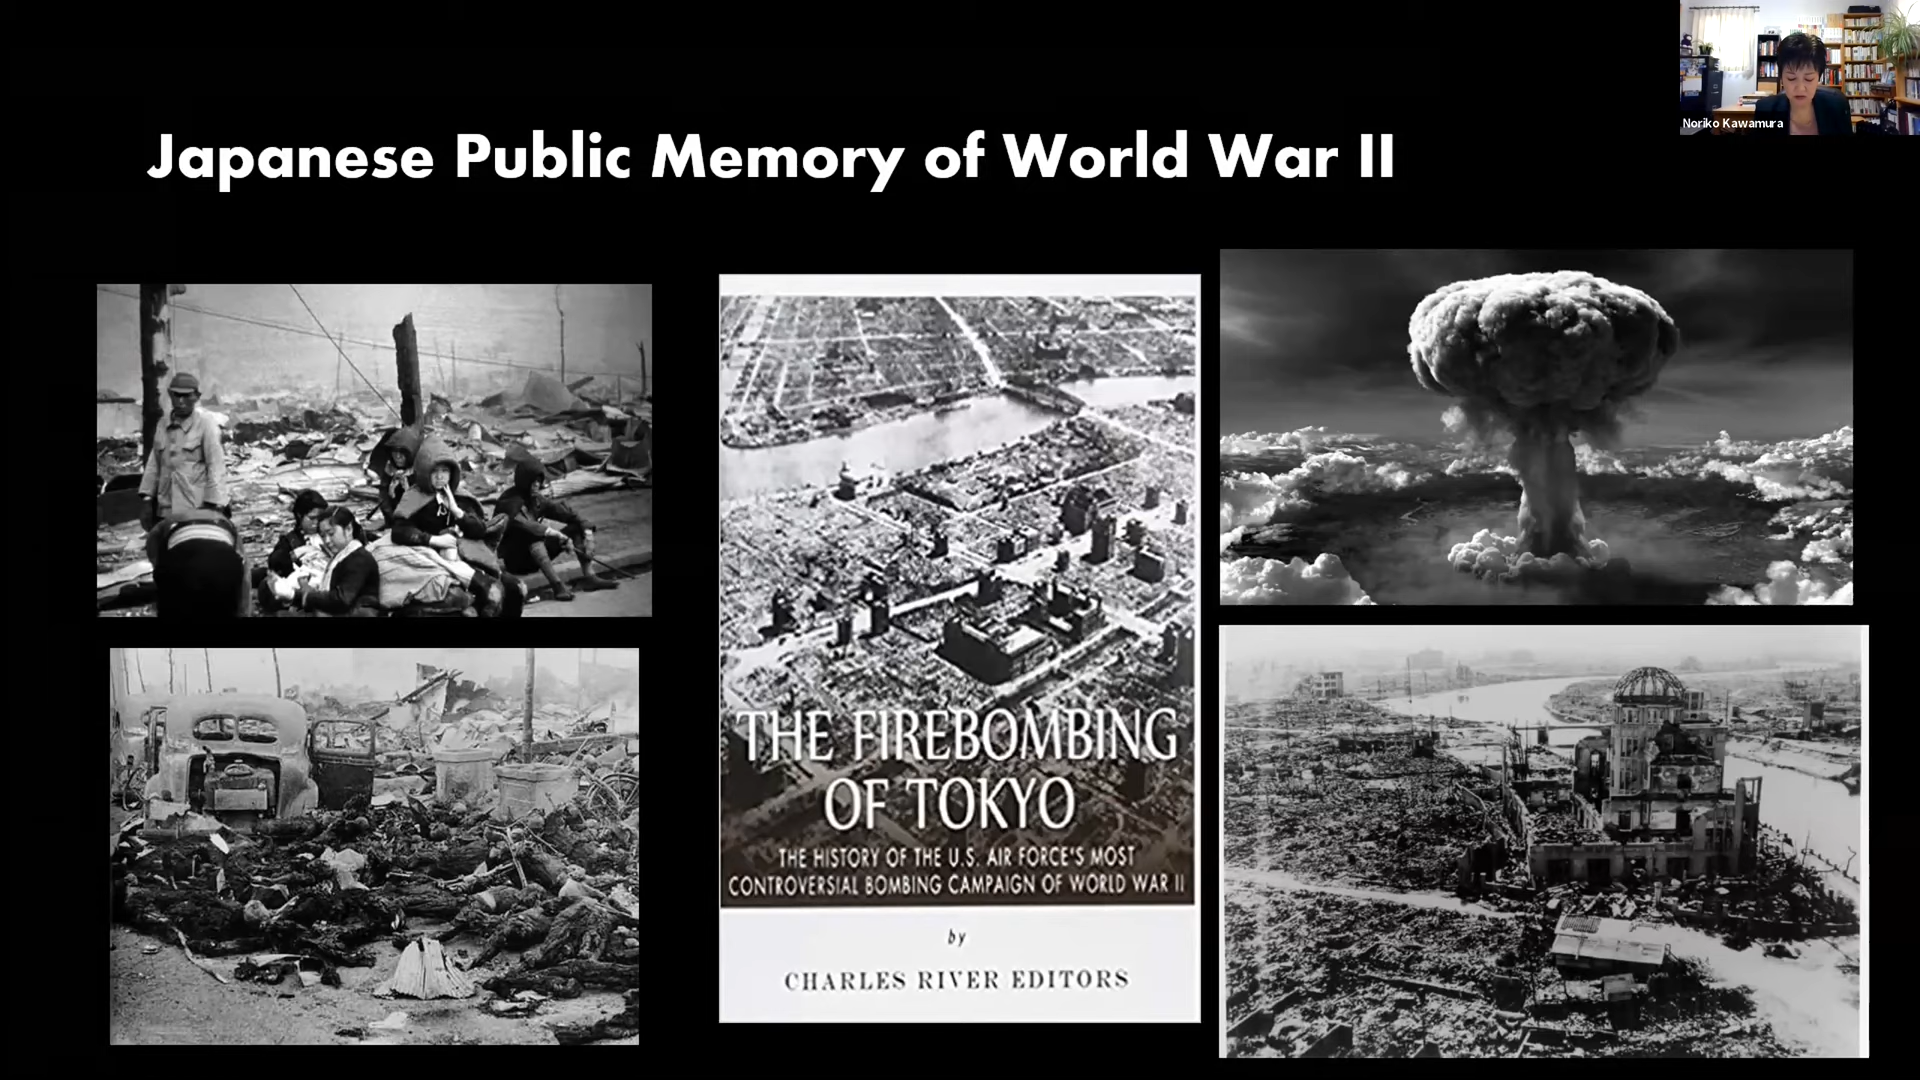 Noriko Kawamura
Japanese Public Memory of World War II
THE FIREBOMBING
OF TOKYO
THE HISTORY OF THE U.S. AIR FORCE'S MOST
CONTROVERSIAL BOMBING CAMPAIGN OF WORLD WAR II
by
CHARLES RIVER EDITORS